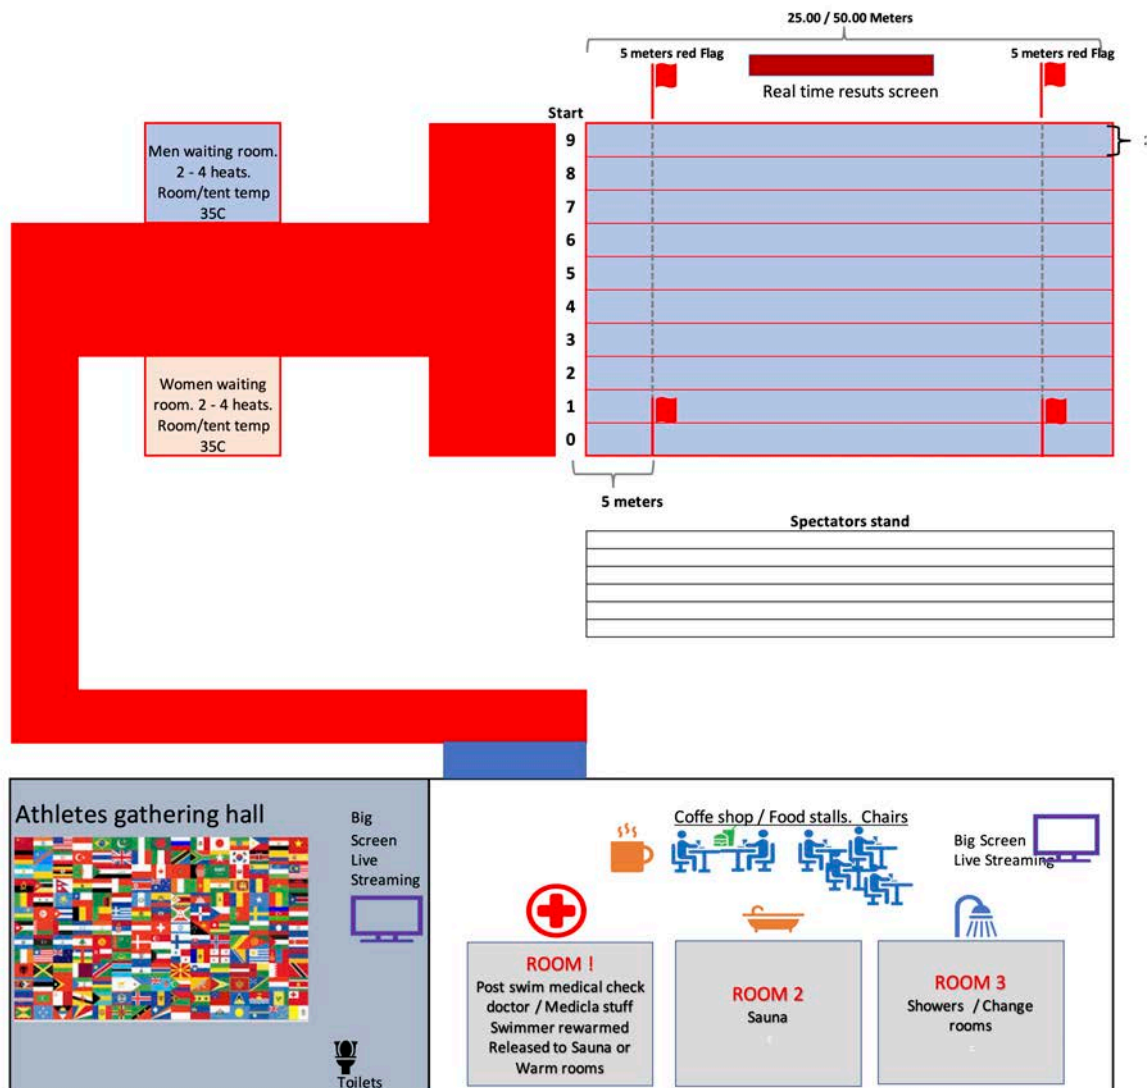 25.00 / 50.00 Meters
5 meters red Flag
5 meters red Flag
Real time resuts screen
Start
9
8
7
6
5
4
3
2
1
0
Men waiting room.
2 - 4 heats.
Room/tent temp
35C
Women waiting
room. 2 - 4 heats.
Room/tent temp
35C
5 meters
Spectators stand
Athletes gathering hall
Big
Screen
Live
Streaming
Toilets
Coffe shop / Food stalls. Chairs
Big Screen
Live Streaming
ROOM !
Post swim medical check
doctor / Medicla stuff
Swimmer rewarmed
Released to Sauna or
Warm rooms
ROOM 2
Sauna
ROOM 3
Showers / Change
rooms